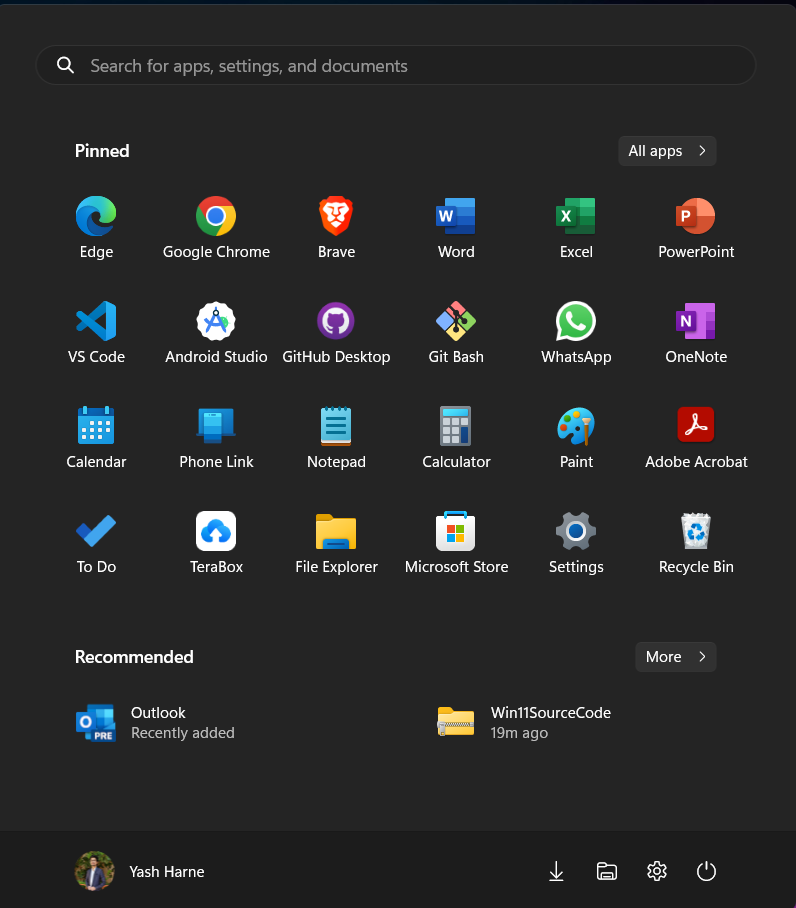 Search for apps, settings, and documents
Pinned
All apps
Edge
Google Chrome
Brave
W
Word
X
Excel
P
PowerPoint
VS Code
Android Studio
GitHub Desktop
Git Bash
WhatsApp
N
OneNote
Calendar
Phone Link
Notepad
Calculator
Paint
Adobe Acrobat
To Do
TeraBox
File Explorer
Microsoft Store
Settings
Recycle Bin
Recommended
More
O
PRE
Outlook
Recently added
Win11SourceCode
19m ago
Yash Harne